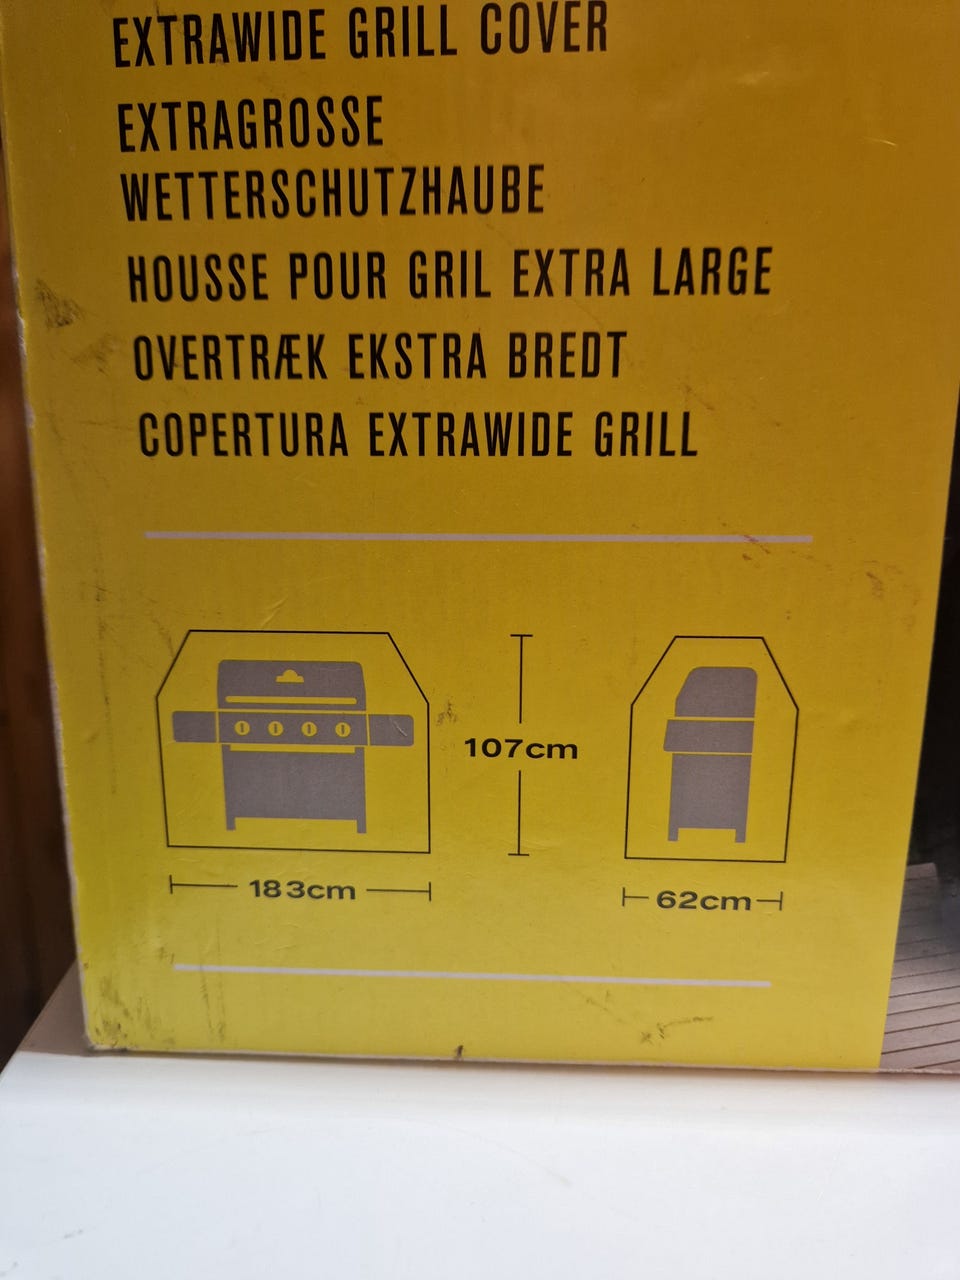 EXTRAWIDE GRILL COVER
EXTRAGROSSE
WETTERSCHUTZHAUBE
HOUSSE POUR GRIL EXTRA LARGE
OVERTRÆK EKSTRA BREDT
COPERTURA EXTRAWIDE GRILL
107cm
183cm
62cm